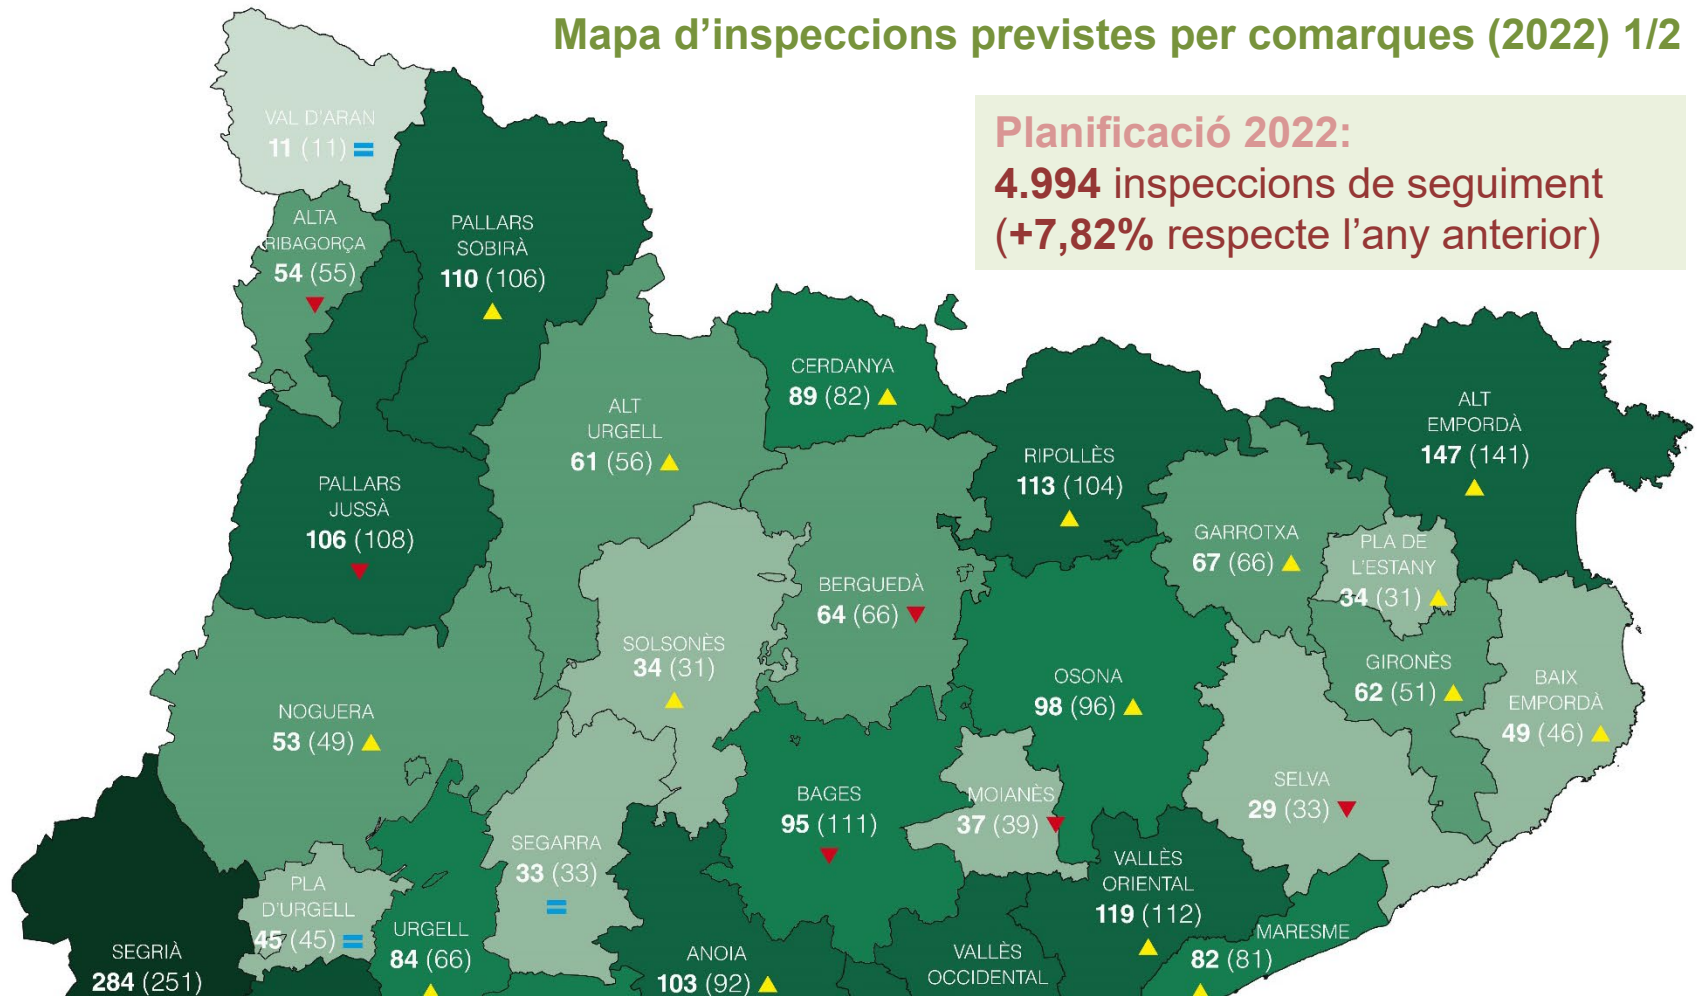 Mapa d’inspeccions previstes per comarques (2022) 1/2
Planificació 2022:
4.994 inspeccions de seguiment
(+7,82% respecte l’any anterior)
VAL D'ARAN
11 (11) =
ALTA
RIBAGORÇA
54 (55)
PALLARS
SOBIRÀ
110 (106)
CERDANYA
89 (82)
ALT
URGELL
61 (56)
PALLARS
JUSSÀ
106 (108)
RIPOLLÈS
113 (104)
ALT
EMPORDÀ
147 (141)
GARROTXA
67 (66)
PLA DE
L'ESTANY
34 (31)
BERGUEDÀ
64 (66)
SOLSONÈS
34 (31)
OSONA
98 (96)
GIRONÈS
62 (51)
BAIX
EMPORDÀ
49 (46)
NOGUERA
53 (49)
BAGES
95 (111)
MOIANÈS
37 (39)
SELVA
29 (33)
SEGARRA
33 (33)
=
PLA
D'URGELL
45 (45) =
URGELL
84 (66)
SEGRIÀ
284 (251)
ANOIA
103 (92)
VALLÈS
OCCIDENTAL
VALLÈS
ORIENTAL
119 (112)
MARESME
82 (81)